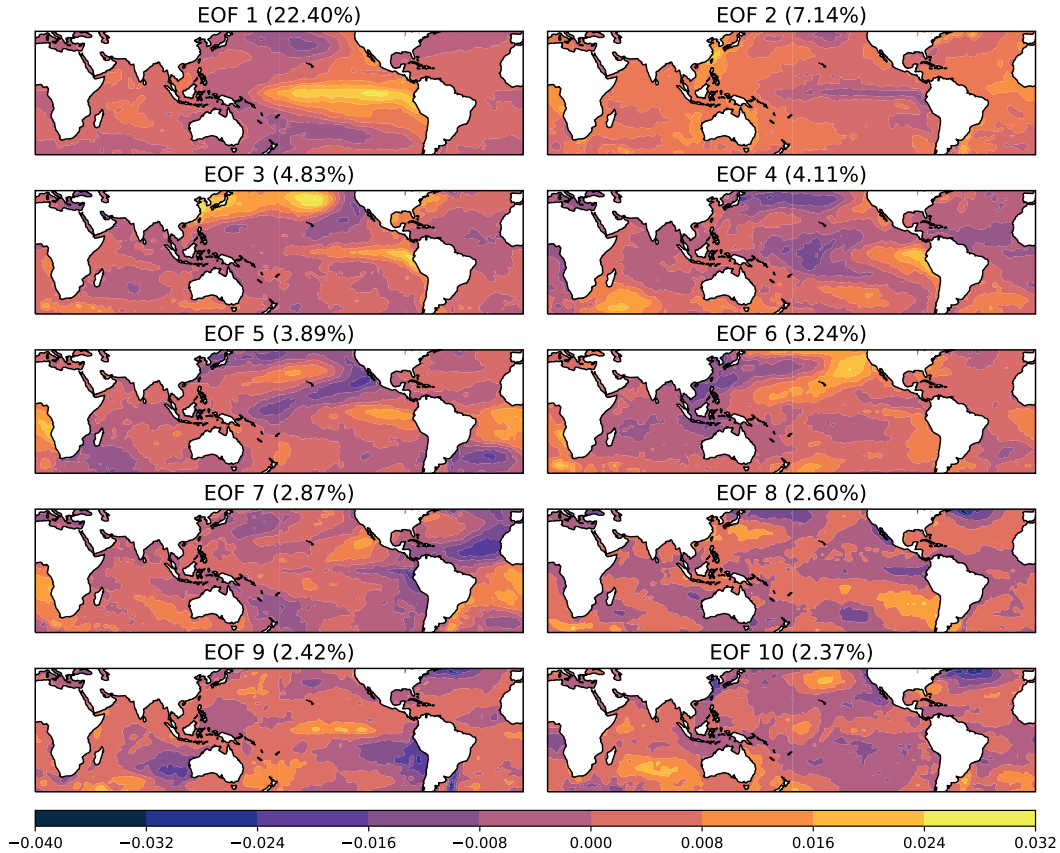 EOF 1 (22.40%)
EOF 2 (7.14%)
EOF 3 (4.83%)
EOF 4 (4.11%)
EOF 5 (3.89%)
EOF 6 (3.24%)
EOF 7 (2.87%)
EOF 8 (2.60%)
EOF 9 (2.42%)
EOF 10 (2.37%)
−0.040 −0.032 −0.024 −0.016 −0.008 0.000 0.008 0.016 0.024 0.032